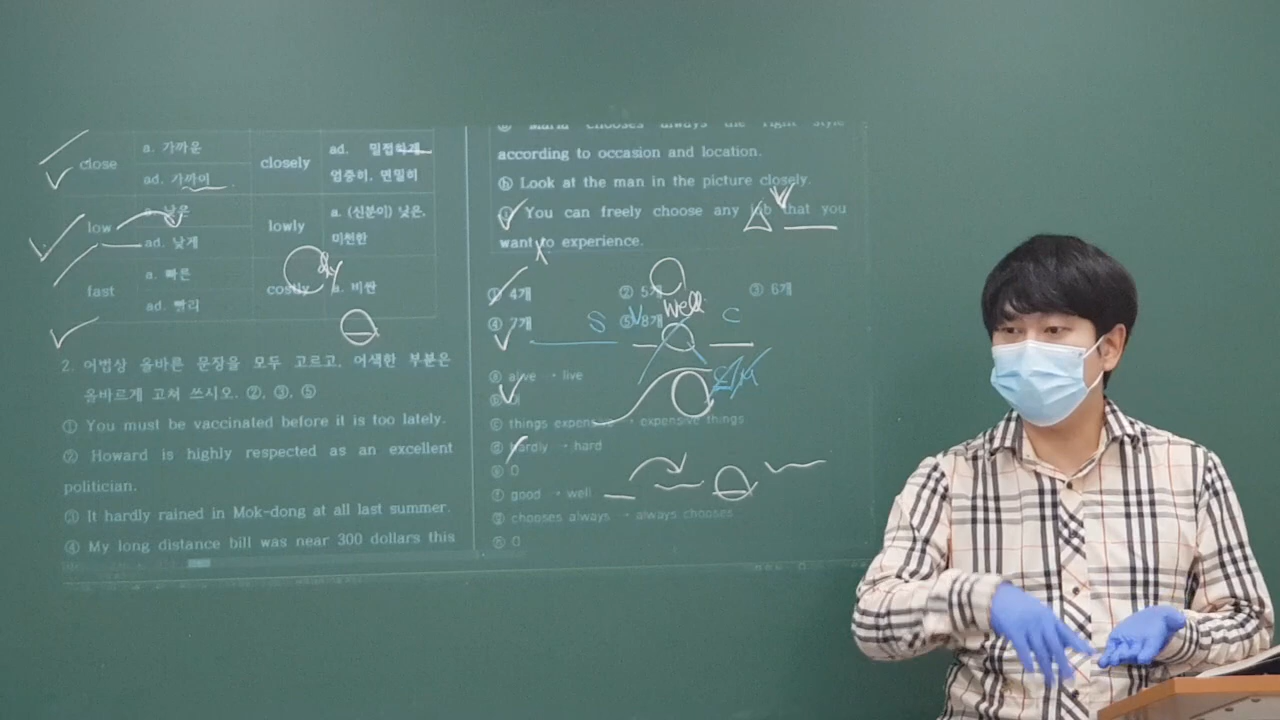 close
a. 가까운
ad. 가까이
closely
ad. 밀접하게
엄중히, 면밀히
low
a. 낮은
ad. 낮게
lowly
a. (신분이) 낮은,
미천한
fast
a. 빠른
ad. 빨리
costly
a. 비싼
2. 어법상 올바른 문장을 모두 고르고, 어색한 부분은
올바르게 고쳐 쓰시오. ②, ③, ⑤
① You must be vaccinated before it is too lately.
② Howard is highly respected as an excellent
politician.
③ It hardly rained in Mok-dong at all last summer.
④ My long distance bill was near 300 dollars this
ⓖ Maria chooses always the right style
according to occasion and location.
ⓗ Look at the man in the picture closely.
ⓘ You can freely choose any job that you
want to experience.
① 4개 ② 5개 ③ 6개
④ 7개 ⑤ 8개
well
S V C
ⓐ alive → live
ⓑ O
ⓒ things expensive → expensive things
ⓓ hardly → hard
ⓔ O
ⓕ good → well
ⓖ chooses always → always chooses
ⓗ O